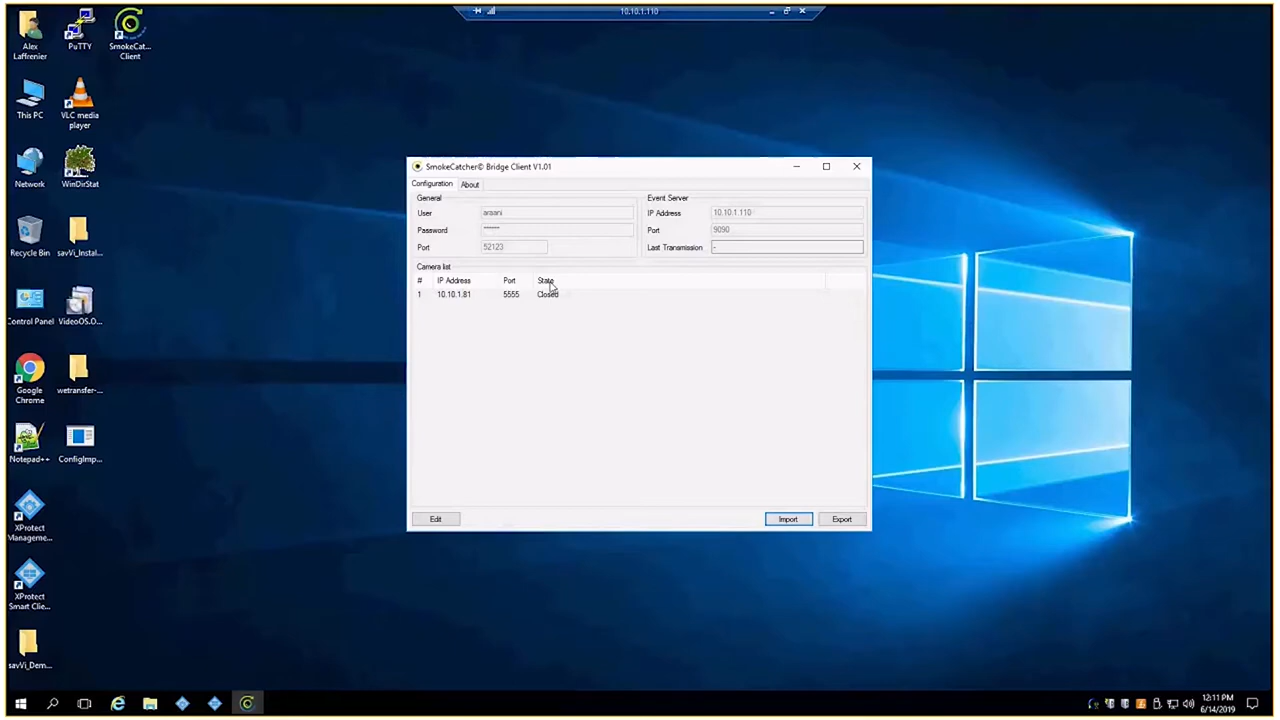 10.10.1.110
Alex
Laffrenier
PuTTY
SmokeCat...
Client
This PC
VLC media
player
Network
WinDirStat
Recycle Bin
savVi_Instal...
Control Panel
VideoOS.O...
Google
Chrome
wetransfer-...
Notepad++
ConfigImp...
XProtect
Manageme...
XProtect
Smart Clie...
savVi_Dem...
SmokeCatcher© Bridge Client V1.01
Configuration About
General
User araani
Password ******
Port 52123
Event Server
IP Address 10.10.1.110
Port 9090
Last Transmission -
Camera list
# IP Address Port State
1 10.10.1.81 5555 Closed
Edit Import Export
12:11 PM
6/14/2019